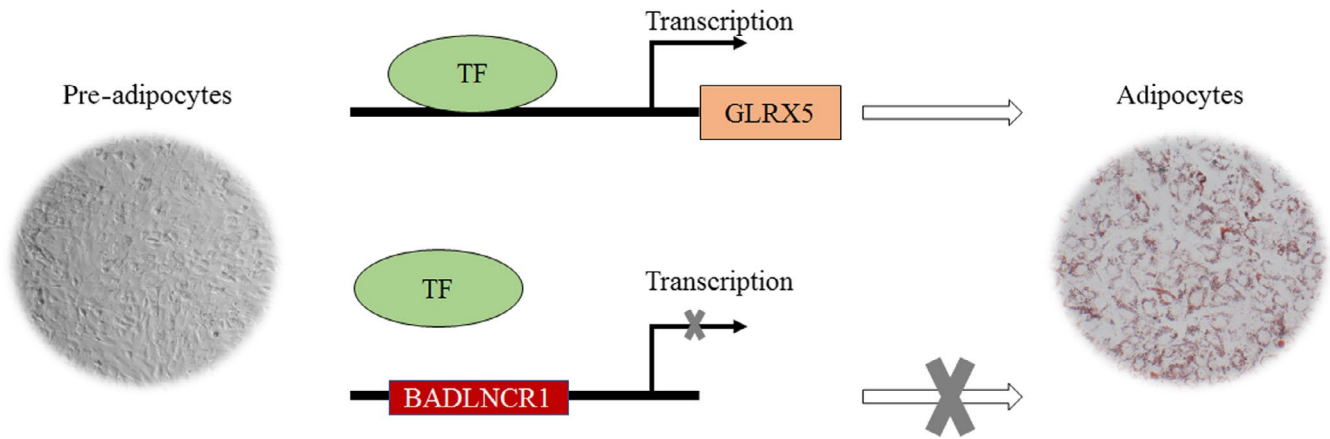 Transcription
TF
Pre-adipocytes
Adipocytes
GLRX5
TF
Transcription
BADLNCR1